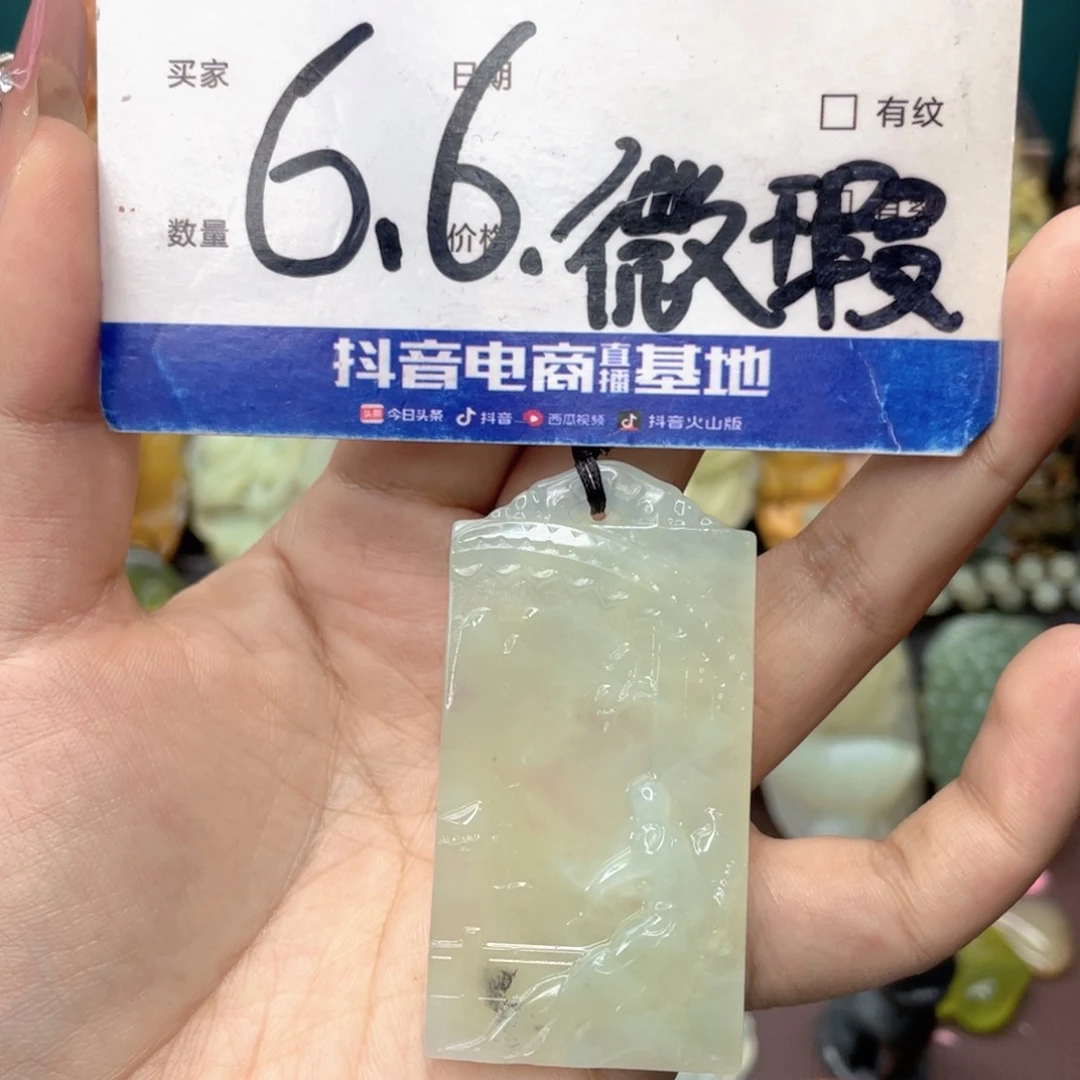 买家 日期
有纹
6.6.微瑕
数量 价格
抖音电商直播基地
今日头条 抖音 西瓜视频 抖音火山版